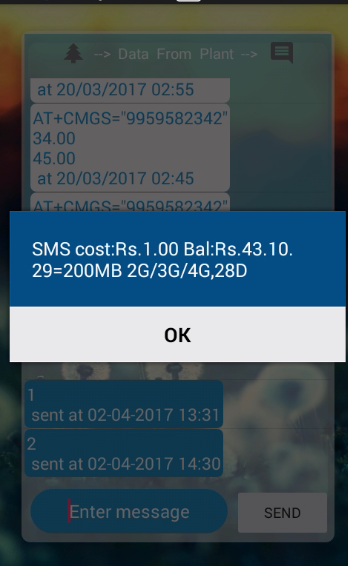 --> Data From Plant -->
at 20/03/2017 02:55
AT+CMGS="9959582342"
34.00
45.00
at 20/03/2017 02:45
AT+CMGS="9959582342"
SMS cost:Rs.1.00 Bal:Rs.43.10.
29=200MB 2G/3G/4G,28D
OK
1
sent at 02-04-2017 13:31
2
sent at 02-04-2017 14:30
Enter message
SEND